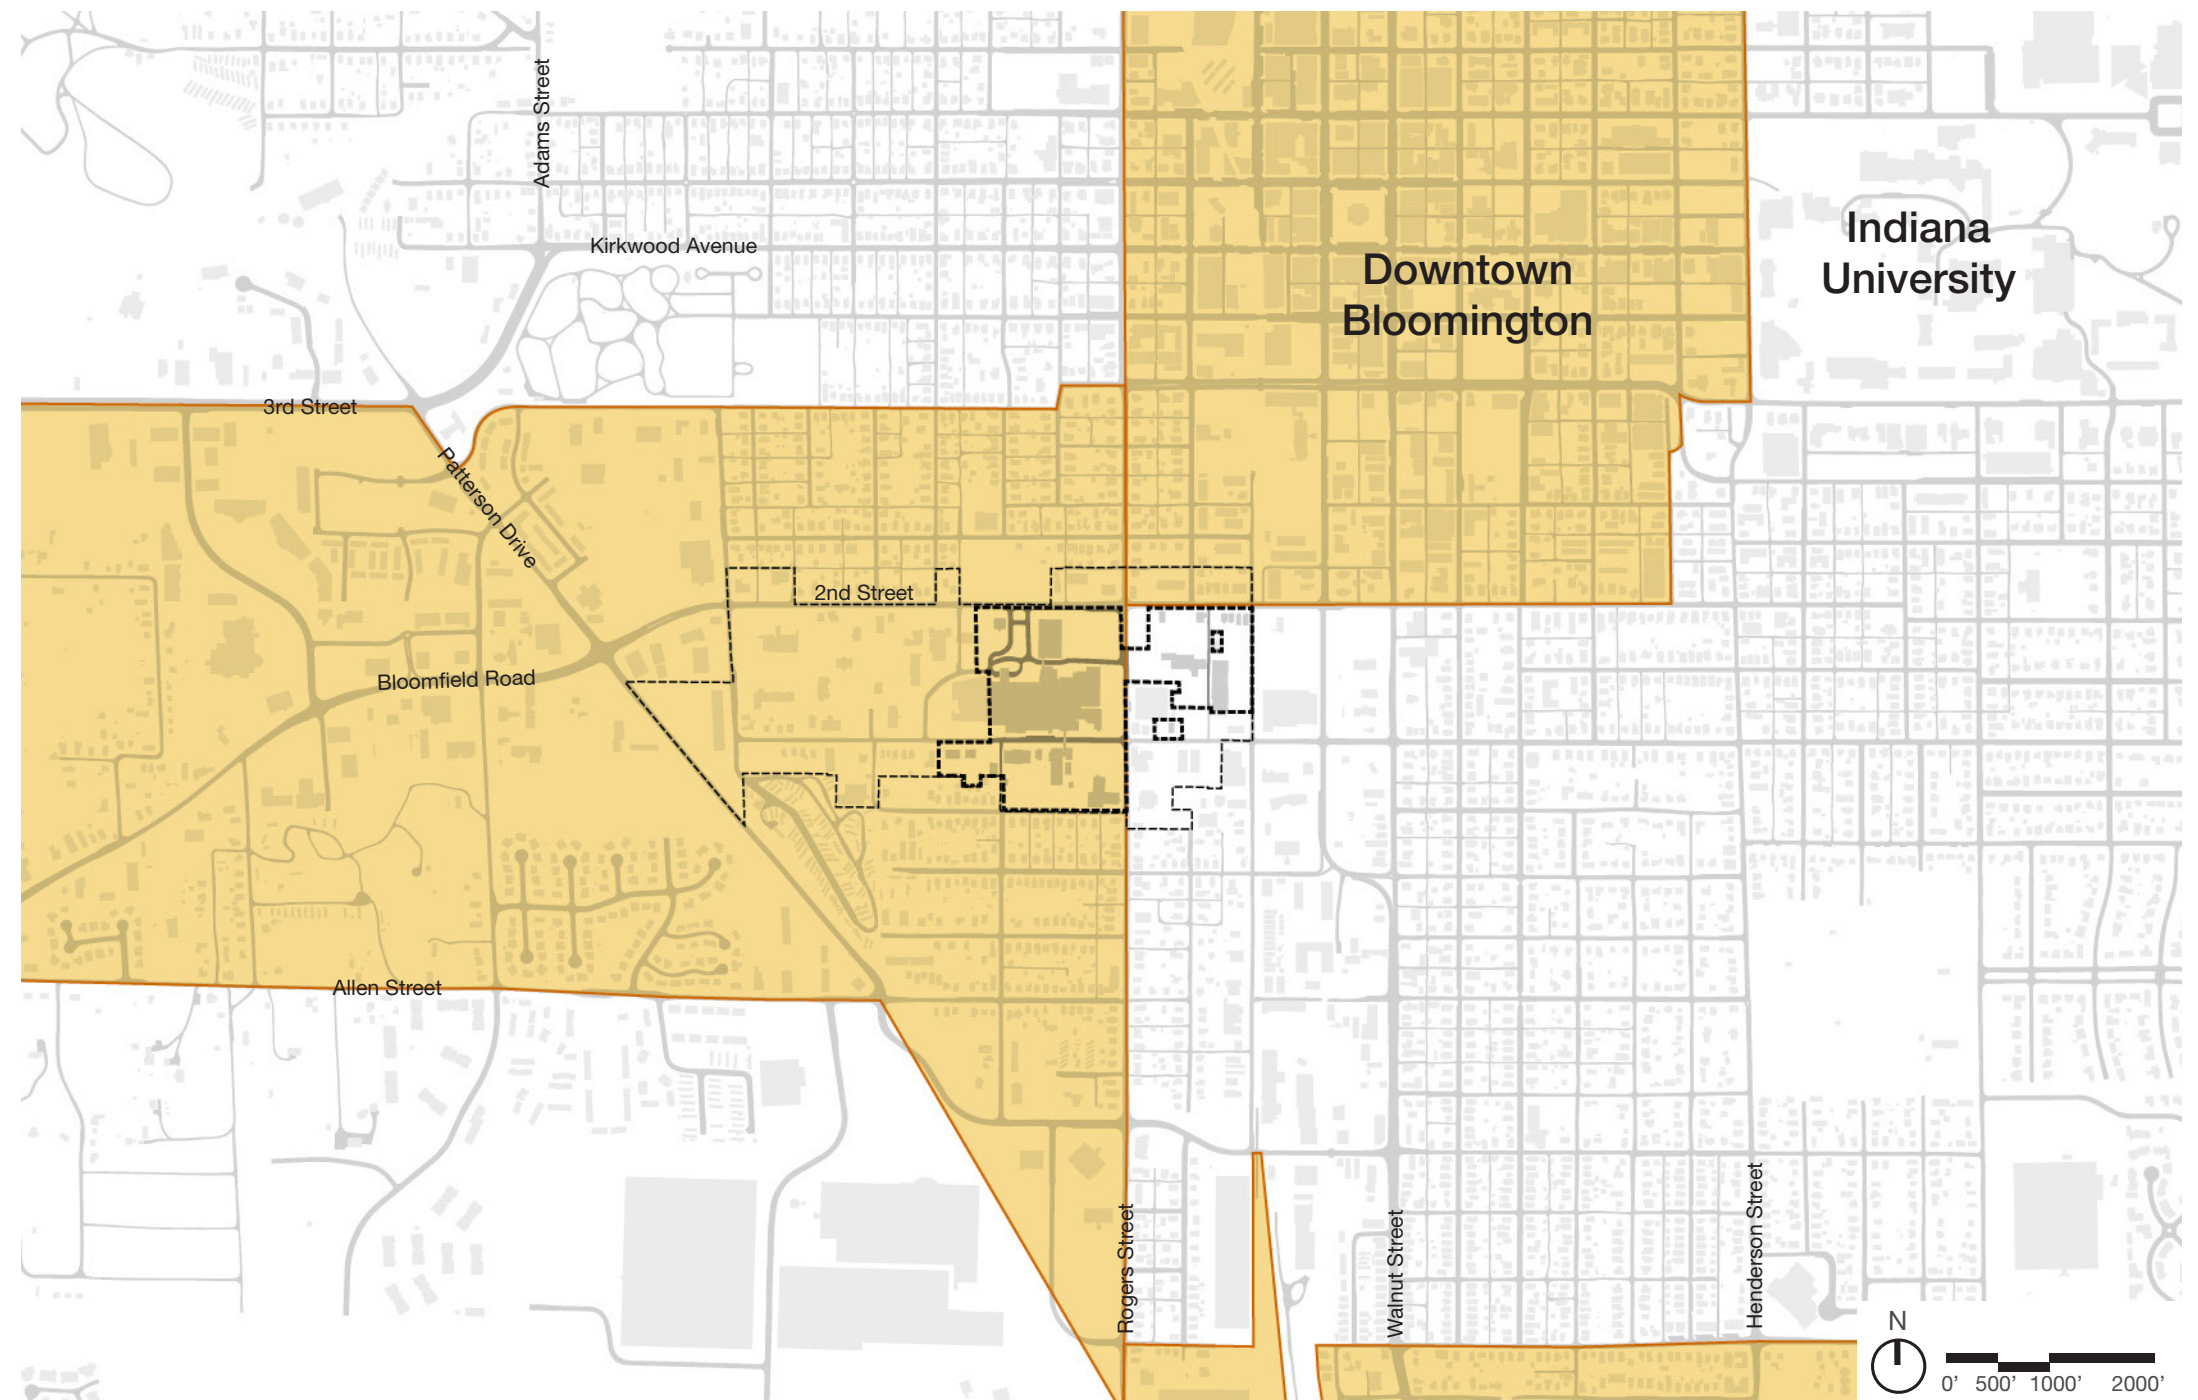 Adams Street
Kirkwood Avenue
Indiana
University
Downtown
Bloomington
3rd Street
Patterson Drive
2nd Street
Bloomfield Road
Allen Street
Rogers Street
Walnut Street
Henderson Street
N
0' 500' 1000' 2000'